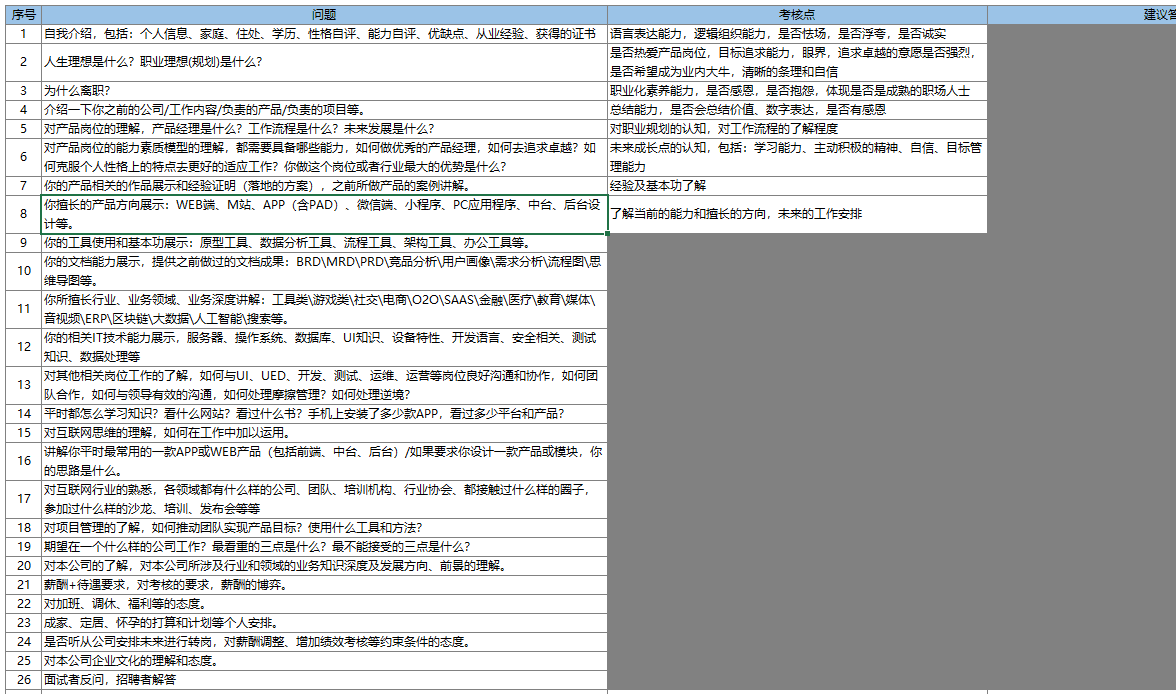 序号 问题 考核点 建议答
1 自我介绍，包括：个人信息、家庭、住处、学历、性格自评、能力自评、优缺点、从业经验、获得的证书 语言表达能力，逻辑组织能力，是否怯场，是否浮夸，是否诚实
2 人生理想是什么？职业理想(规划)是什么？ 是否热爱产品岗位，目标追求能力，眼界，追求卓越的意愿是否强烈，
是否希望成为业内大牛，清晰的条理和自信
3 为什么离职？ 职业化素养能力，是否感恩，是否抱怨，体现是否是成熟的职场人士
4 介绍一下你之前的公司/工作内容/负责的产品/负责的项目等。 总结能力，是否会总结价值、数字表达，是否有感恩
5 对产品岗位的理解，产品经理是什么？工作流程是什么？未来发展是什么？ 对职业规划的认知，对工作流程的了解程度
6 对产品岗位的能力素质模型的理解，都需要具备哪些能力，如何做优秀的产品经理，如何去追求卓越？如
何克服个人性格上的特点去更好的适应工作？你做这个岗位或者行业最大的优势是什么？ 未来成长点的认知，包括：学习能力、主动积极的精神、自信、目标管
理能力
7 你的产品相关的作品展示和经验证明（落地的方案），之前所做产品的案例讲解。 经验及基本功了解
8 你擅长的产品方向展示：WEB端、M站、APP（含PAD）、微信端、小程序、PC应用程序、中台、后台设
计等。 了解当前的能力和擅长的方向，未来的工作安排
9 你的工具使用和基本功展示：原型工具、数据分析工具、流程工具、架构工具、办公工具等。
10 你的文档能力展示，提供之前做过的文档成果：BRD\MRD\PRD\竞品分析\用户画像\需求分析\流程图\思
维导图等。
11 你所擅长行业、业务领域、业务深度讲解：工具类\游戏类\社交\电商\O2O\SAAS\金融\医疗\教育\媒体\
音视频\ERP\区块链\大数据\人工智能\搜索等。
12 你的相关IT技术能力展示，服务器、操作系统、数据库、UI知识、设备特性、开发语言、安全相关、测试
知识、数据处理等
13 对其他相关岗位工作的了解，如何与UI、UED、开发、测试、运维、运营等岗位良好沟通和协作，如何团
队合作，如何与领导有效的沟通，如何处理摩擦管理？如何处理逆境？
14 平时都怎么学习知识？看什么网站？看过什么书？手机上安装了多少款APP，看过多少平台和产品？
15 对互联网思维的理解，如何在工作中加以运用。
16 讲解你平时最常用的一款APP或WEB产品（包括前端、中台、后台）/如果要求你设计一款产品或模块，你
的思路是什么。
17 对互联网行业的熟悉，各领域都有什么样的公司、团队、培训机构、行业协会、都接触过什么样的圈子，
参加过什么样的沙龙、培训、发布会等等
18 对项目管理的了解，如何推动团队实现产品目标？使用什么工具和方法？
19 期望在一个什么样的公司工作？最看重的三点是什么？最不能接受的三点是什么？
20 对本公司的了解，对本公司所涉及行业和领域的业务知识深度及发展方向、前景的理解。
21 薪酬+待遇要求，对考核的要求，薪酬的博弈。
22 对加班、调休、福利等的态度。
23 成家、定居、怀孕的打算和计划等个人安排。
24 是否听从公司安排未来进行转岗，对薪酬调整、增加绩效考核等约束条件的态度。
25 对本公司企业文化的理解和态度。
26 面试者反问，招聘者解答